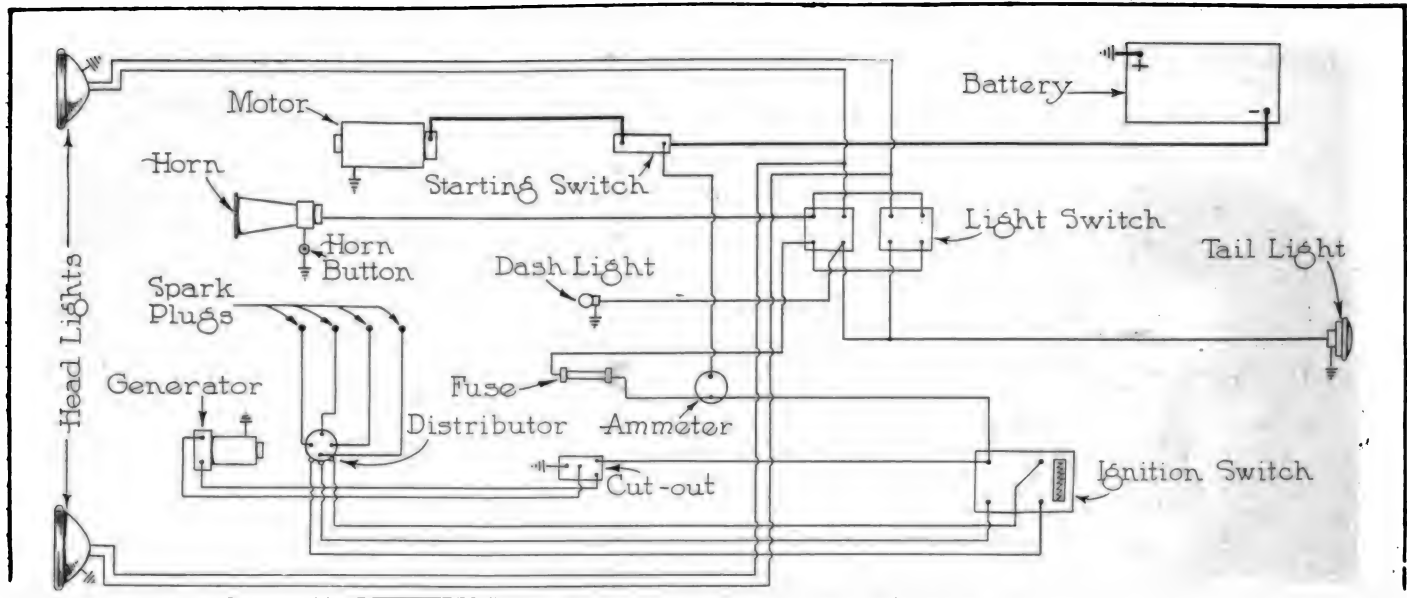 Battery
Motor
Horn
Starting Switch
Light Switch
Horn
Button
Dash Light
Tail Light
Spark
Plugs
Head Lights
Generator
Fuse
Distributor
Ammeter
Cut-out
Ignition Switch
+
-